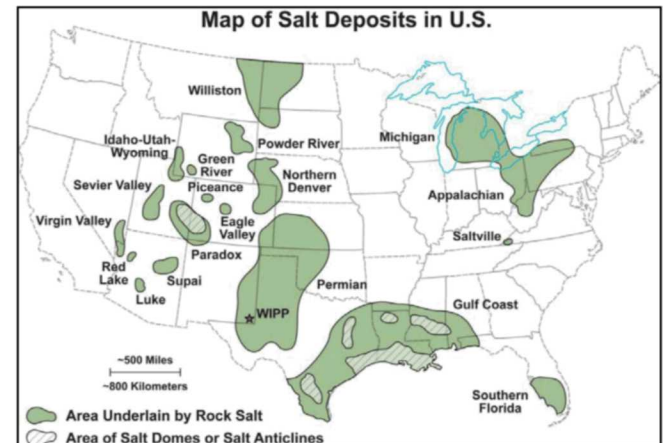 Map of Salt Deposits in U.S.
Williston
Idaho-Utah-
Wyoming
Powder River
Green
River
Michigan
Sevier Valley
Piceance
Northern
Denver
Appalachian
Virgin Valley
Eagle
Valley
Saltville
Paradox
Red
Lake
Supai
Luke
Permian
WIPP
Gulf Coast
~500 Miles
~800 Kilometers
Southern
Florida
Area Underlain by Rock Salt
Area of Salt Domes or Salt Anticlines